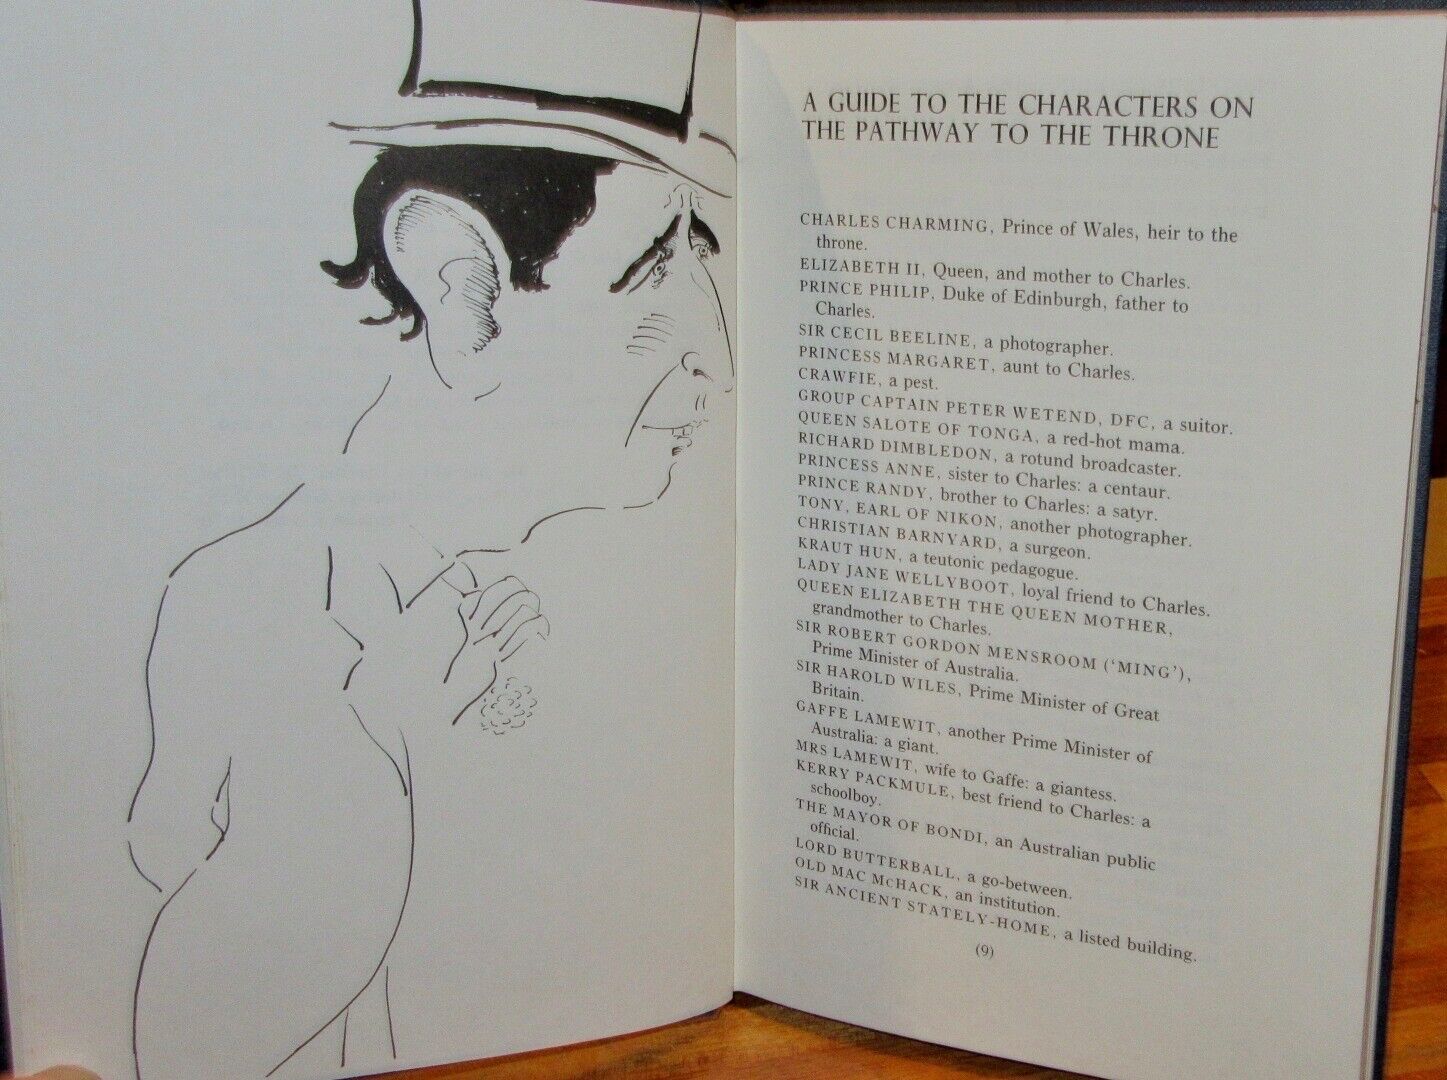 A GUIDE TO THE CHARACTERS ON
THE PATHWAY TO THE THRONE
CHARLES CHARMING, Prince of Wales, heir to the
throne.
ELIZABETH II, Queen, and mother to Charles.
PRINCE PHILIP, Duke of Edinburgh, father to
Charles.
SIR CECIL BEELINE, a photographer.
PRINCESS MARGARET, aunt to Charles.
CRAWFIE, a pest.
GROUP CAPTAIN PETER WETEND, DFC, a suitor.
QUEEN SALOTE OF TONGA, a red-hot mama.
RICHARD DIMBLEDON, a rotund broadcaster.
PRINCESS ANNE, sister to Charles: a centaur.
PRINCE RANDY, brother to Charles: a satyr.
TONY, EARL OF NIKON, another photographer.
CHRISTIAN BARNYARD, a surgeon.
KRAUT HUN, a teutonic pedagogue.
LADY JANE WELLYBOOT, loyal friend to Charles.
QUEEN ELIZABETH THE QUEEN MOTHER,
grandmother to Charles.
SIR ROBERT GORDON MENSROOM ('MING'),
Prime Minister of Australia.
SIR HAROLD WILES, Prime Minister of Great
Britain.
GAFFE LAMEWIT, another Prime Minister of
Australia: a giant.
MRS LAMEWIT, wife to Gaffe: a giantess.
KERRY PACKMULE, best friend to Charles: a
schoolboy.
THE MAYOR OF BONDI, an Australian public
official.
LORD BUTTERBALL, a go-between.
OLD MAC McHACK, an institution.
SIR ANCIENT STATELY-HOME, a listed building.
(9)